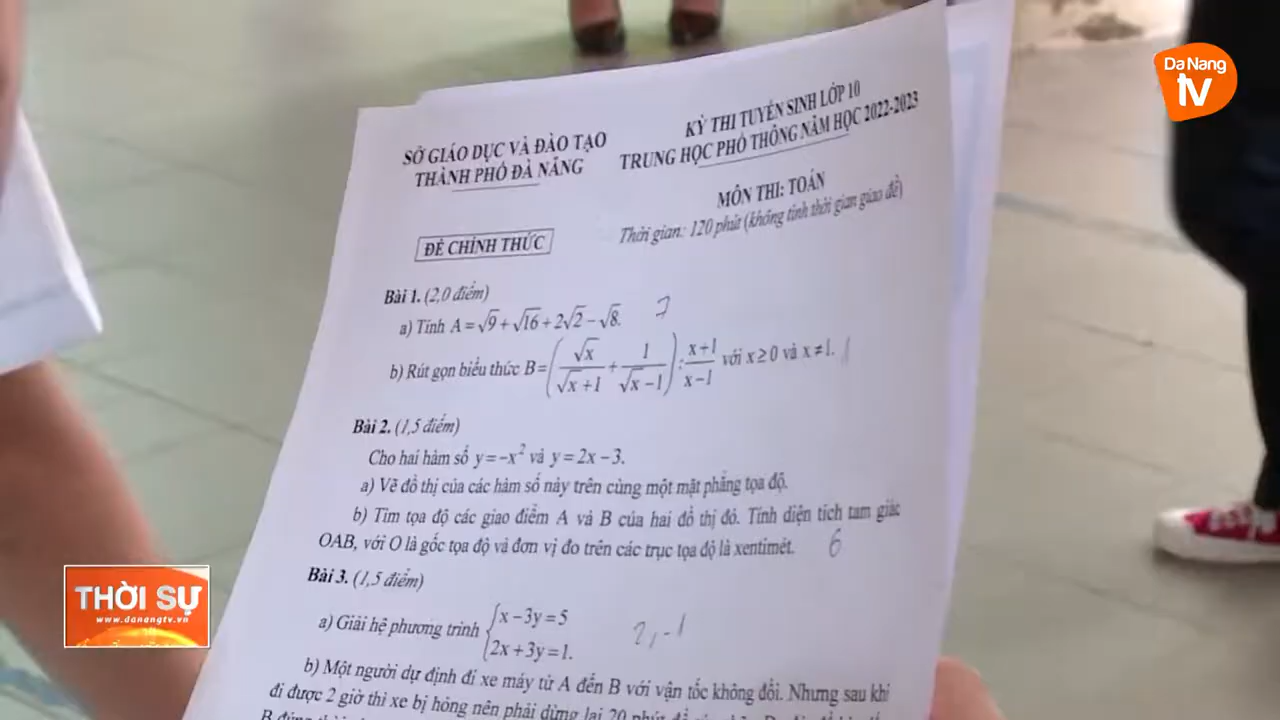 Da Nang
tv
SỞ GIÁO DỤC VÀ ĐÀO TẠO
THÀNH PHỐ ĐÀ NẴNG
KỲ THI TUYỂN SINH LỚP 10
TRUNG HỌC PHỔ THÔNG NĂM HỌC 2022-2023
MÔN THI: TOÁN
Thời gian: 120 phút (không tính thời gian giao đề)
ĐỀ CHÍNH THỨC
Bài 1. (2,0 điểm)
a) Tính A = √9 + √16 + 2√2 − √8. 7
b) Rút gọn biểu thức B = (√x/(√x + 1) + 1/(√x − 1)) : (x+1)/(x−1) với x ≥ 0 và x ≠ 1.
Bài 2. (1,5 điểm)
Cho hai hàm số y = −x² và y = 2x − 3.
a) Vẽ đồ thị của các hàm số này trên cùng một mặt phẳng tọa độ.
b) Tìm tọa độ các giao điểm A và B của hai đồ thị đó. Tính diện tích tam giác
OAB, với O là gốc tọa độ và đơn vị đo trên các trục tọa độ là xentimét. 6
Bài 3. (1,5 điểm)
a) Giải hệ phương trình { x − 3y = 5
2x + 3y = 1. 2, -1
b) Một người dự định đi xe máy từ A đến B với vận tốc không đổi. Nhưng sau khi
đi được 2 giờ thì xe bị hỏng nên phải dừng lại 20 phút để
THỜI SỰ
www.danangtv.vn